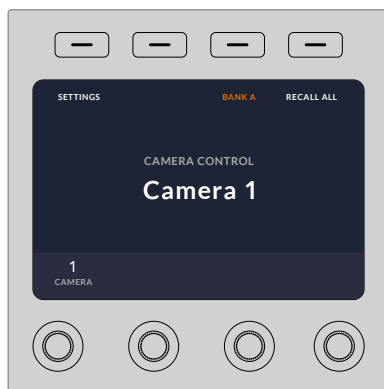 SETTINGS BANK A RECALL ALL
CAMERA CONTROL
Camera 1
1
CAMERA